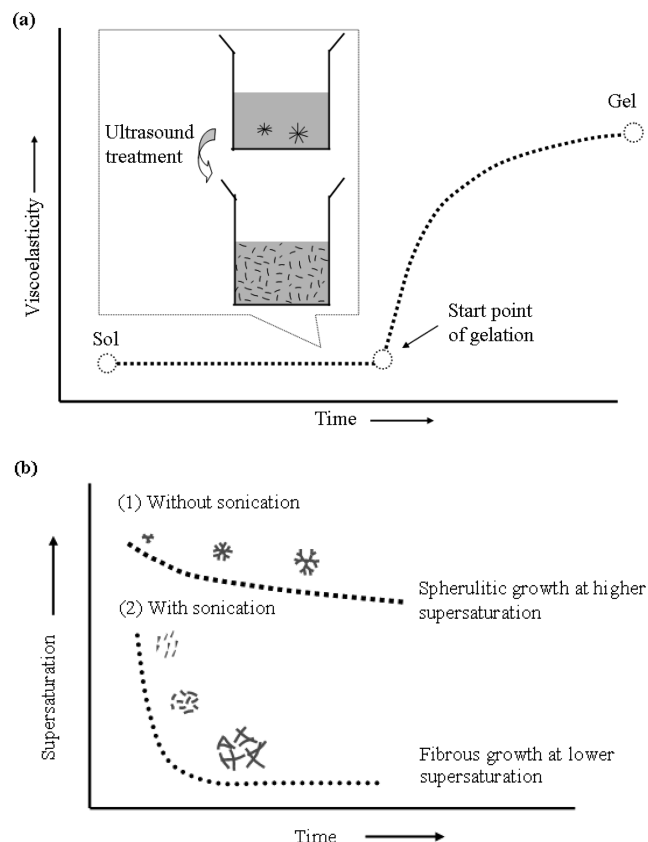 (a)
Gel
Ultrasound
treatment
Viscoelasticity
Start point
of gelation
Sol
Time
(b)
(1) Without sonication
Spherulitic growth at higher
supersaturation
(2) With sonication
Supersaturation
Fibrous growth at lower
supersaturation
Time